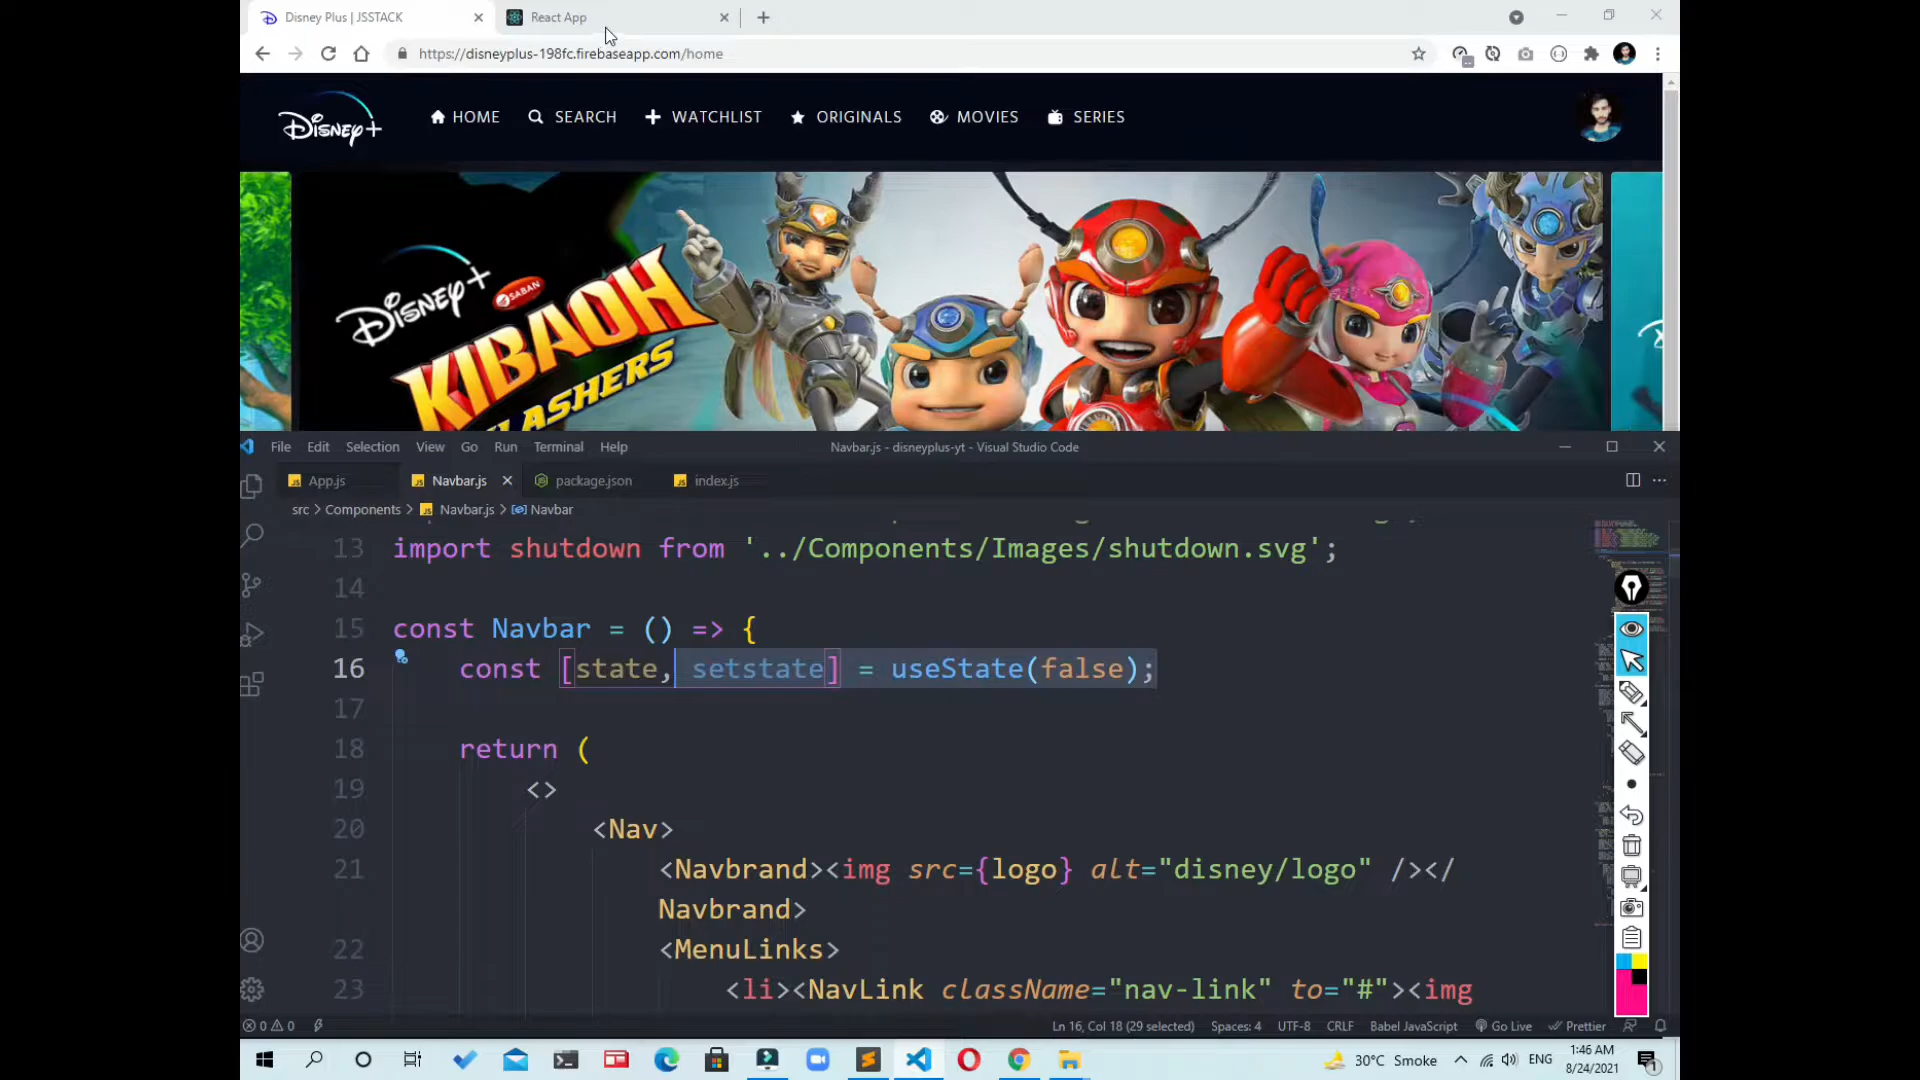 Disney Plus | JSSTACK
React App
https://disneyplus-198fc.firebaseapp.com/home
Disney+
HOME
SEARCH
WATCHLIST
ORIGINALS
MOVIES
SERIES
Disney+
SABAN
KIBAOH
File Edit Selection View Go Run Terminal Help
Navbar.js - disneyplus-yt - Visual Studio Code
App.js
Navbar.js
package.json
index.js
src > Components > Navbar.js > Navbar
13 import shutdown from '../Components/Images/shutdown.svg';
14
15 const Navbar = () => {
16 const [state, setstate] = useState(false);
17
18 return (
19 <>
20 <Nav>
21 <Navbrand><img src={logo} alt="disney/logo" /></
Navbrand>
22 <MenuLinks>
23 <li><NavLink className="nav-link" to="#"><img
0 0
Ln 16, Col 18 (29 selected)
Spaces: 4
UTF-8
CRLF
Babel JavaScript
Go Live
Prettier
30°C Smoke
ENG
1:46 AM
8/24/2021
1